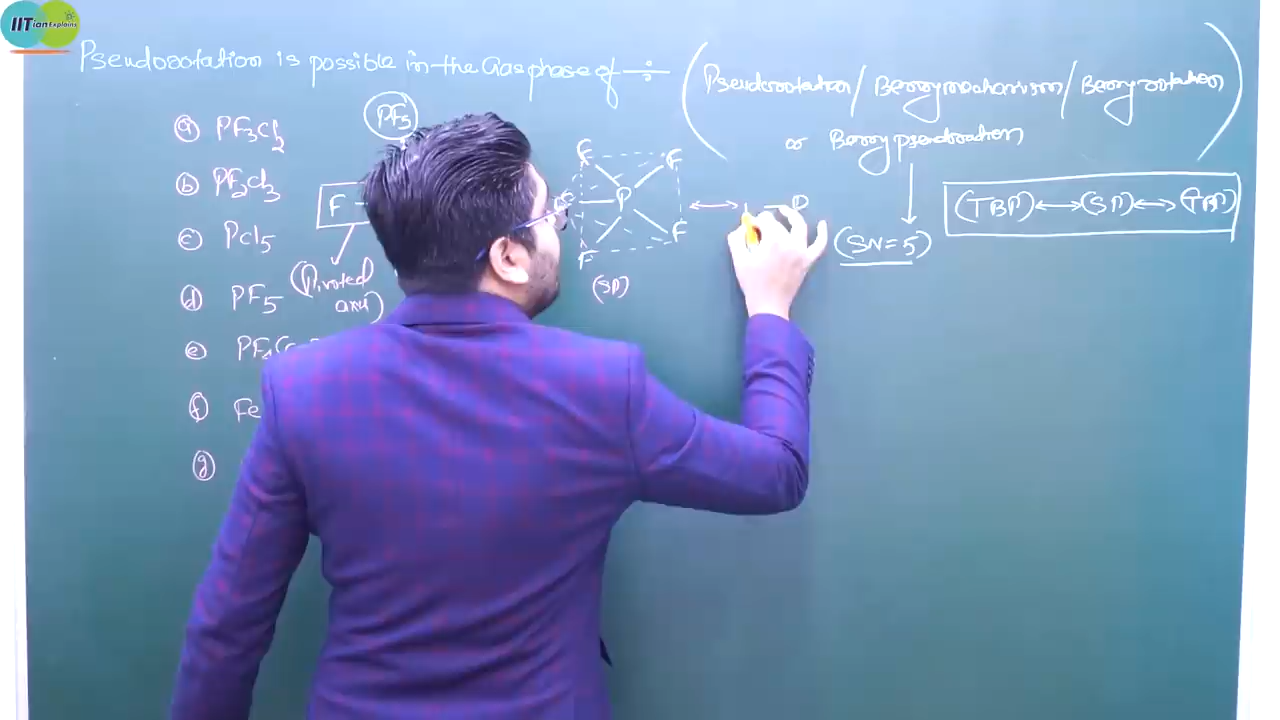 IITian Explains
Pseudorotation is possible in the Gas phase of :-
(Pseudorotation / Berry mechanism / Berry rotation
or Berry pseudorotation)
(SN=5)
(TBP) ↔ (SP) ↔ (TBP)
(a) PF3Cl2
(b) PF2Cl3
(c) PCl5
(d) PF5
(e)
(f) Fe
(g)
PF5
F
(Pivoted
axis)
F F
P
F F
(SP)
↔
P